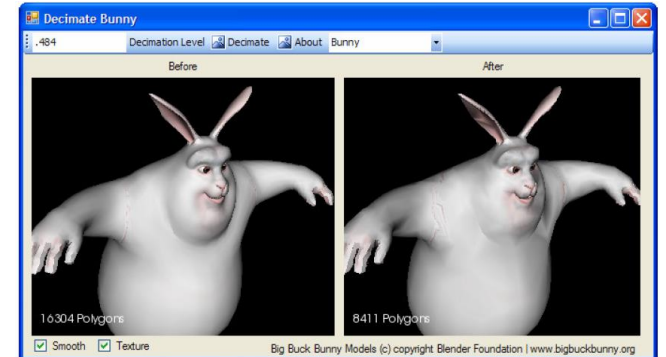 Decimate Bunny
.484 Decimation Level Decimate About Bunny
Before After
16304 Polygons 8411 Polygons
Smooth Texture Big Buck Bunny Models (c) copyright Blender Foundation | www.bigbuckbunny.org